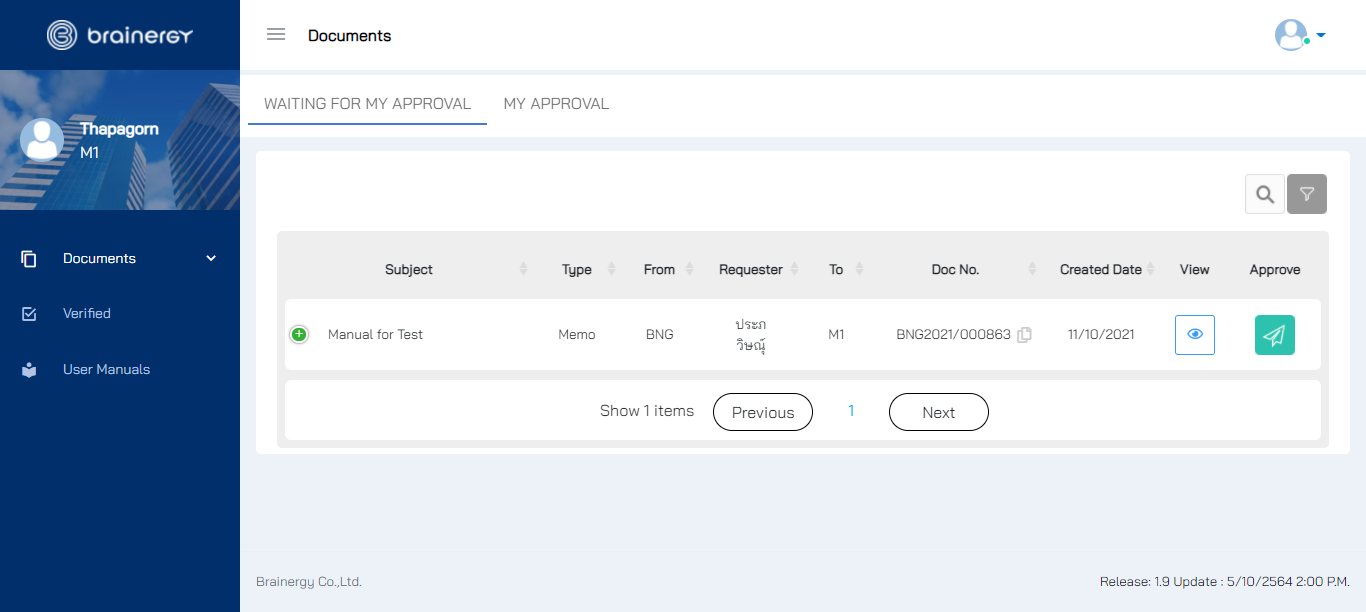 brainergy
Documents
Thapagorn
M1
Documents
Verified
User Manuals
WAITING FOR MY APPROVAL
MY APPROVAL
Subject Type From Requester To Doc No. Created Date View Approve
Manual for Test Memo BNG ประภ M1 BNG2021/000863 11/10/2021
วิษณุ์
Show 1 items Previous 1 Next
Brainergy Co.,Ltd.
Release: 1.9 Update : 5/10/2564 2:00 P.M.